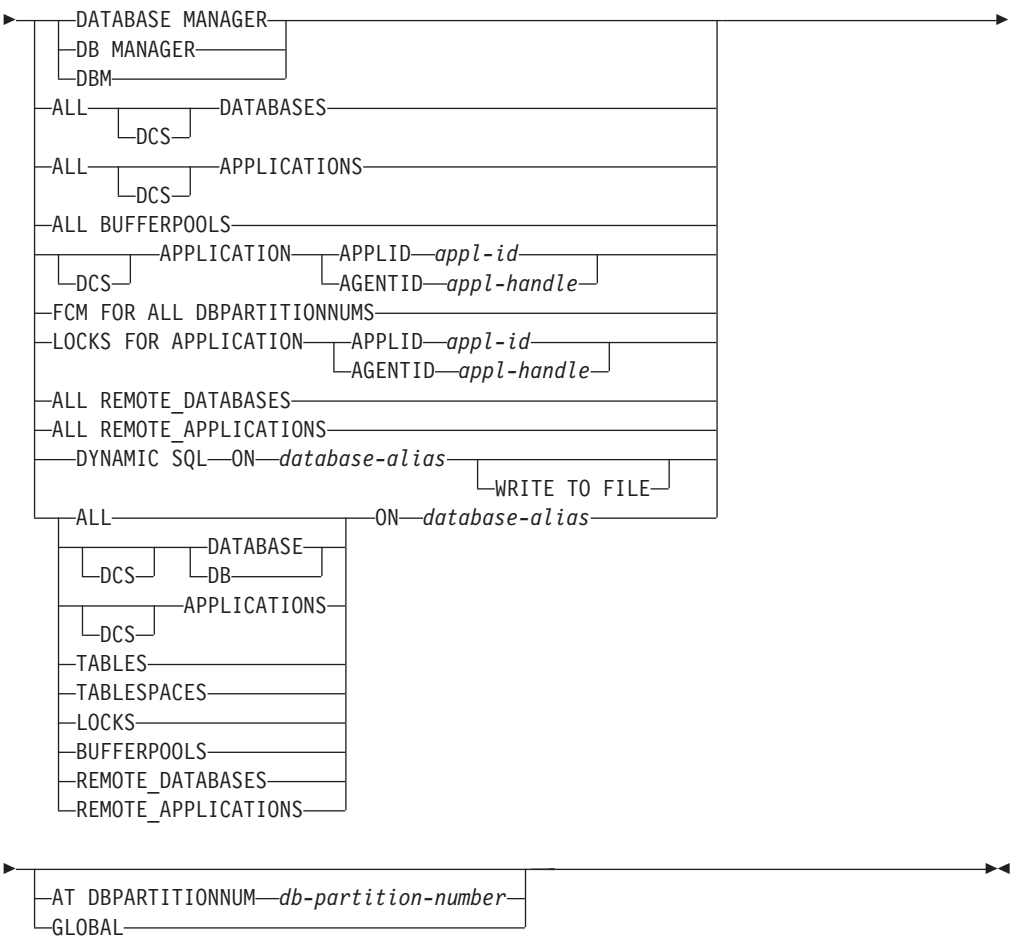 DATABASE MANAGER
DB MANAGER
DBM
ALL DATABASES
DCS
ALL APPLICATIONS
DCS
ALL BUFFERPOOLS
APPLICATION APPLID appl-id
DCS AGENTID appl-handle
FCM FOR ALL DBPARTITIONNUMS
LOCKS FOR APPLICATION APPLID appl-id
AGENTID appl-handle
ALL REMOTE_DATABASES
ALL REMOTE_APPLICATIONS
DYNAMIC SQL ON database-alias
WRITE TO FILE
ALL ON database-alias
DATABASE
DCS DB
APPLICATIONS
DCS
TABLES
TABLESPACES
LOCKS
BUFFERPOOLS
REMOTE_DATABASES
REMOTE_APPLICATIONS
AT DBPARTITIONNUM db-partition-number
GLOBAL